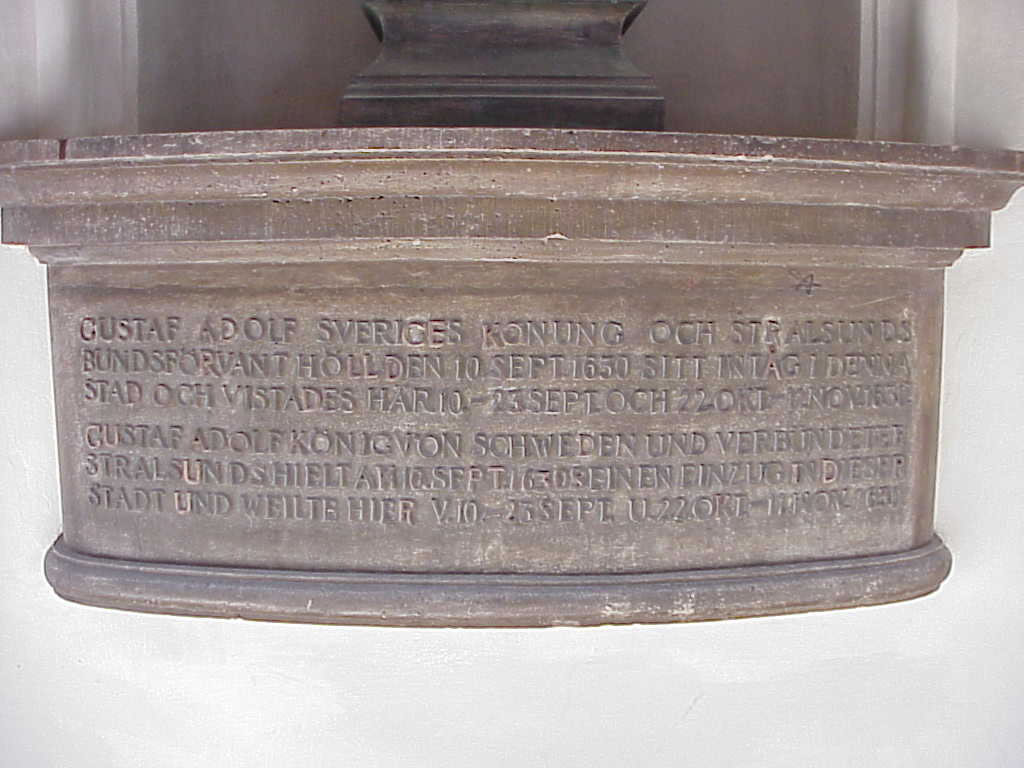 GUSTAF ADOLF SVERIGES KONUNG OCH STRALSUNDS
BUNDSFÖRVANT HÖLL DEN 10. SEPT. 1630 SITT INTÅG I DENNA
STAD OCH VISTADES HÄR 10.-23. SEPT. OCH 22. OKT.- NOV. 1630
GUSTAF ADOLF KÖNIG VON SCHWEDEN UND VERBÜNDETER
STRALSUNDS HIELT AM 10. SEPT. 1630 SEINEN EINZUG IN DIESER
STADT UND WEILTE HIER V. 10.-23. SEPT. U. 22. OKT.- NOV. 1630